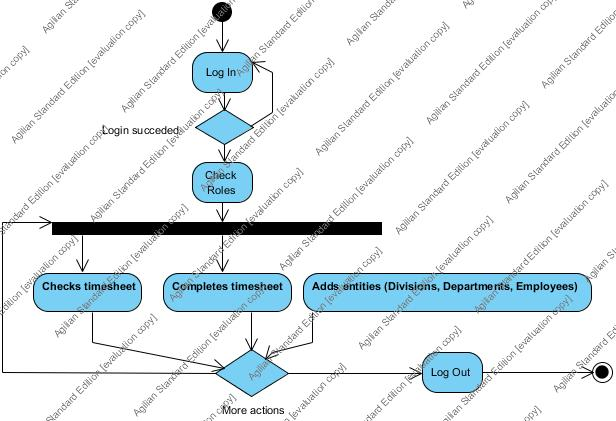 Log In
Login succeded
Check
Roles
Checks timesheet
Completes timesheet
Adds entities (Divisions, Departments, Employees)
Log Out
More actions
Agilian Standard Edition [evaluation copy]